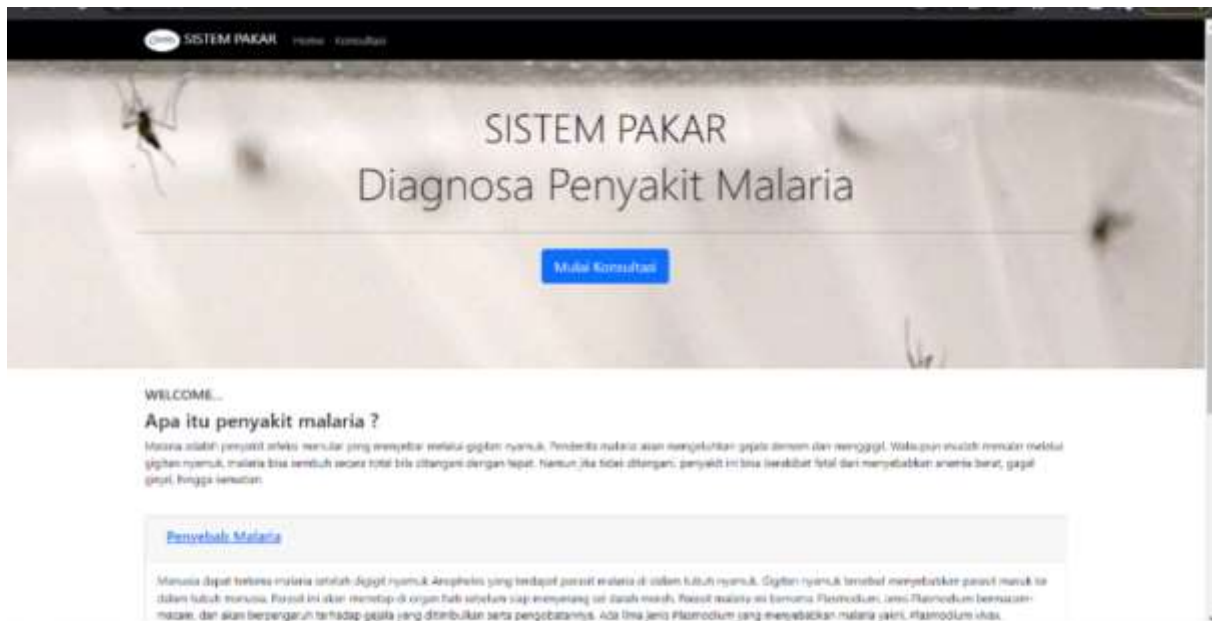 SISTEM PAKAR Home Konsultasi
SISTEM PAKAR
Diagnosa Penyakit Malaria
Mulai Konsultasi
WELCOME...
Apa itu penyakit malaria ?
Malaria adalah penyakit infeksi menular yang menyebar melalui gigitan nyamuk. Penderita malaria akan mengeluhkan gejala demam dan menggigil. Walaupun mudah menular melalui
gigitan nyamuk, malaria bisa sembuh secara total bila ditangani dengan tepat. Namun jika tidak ditangani, penyakit ini bisa berakibat fatal dari menyebabkan anemia berat, gagal
ginjal, hingga kematian
Penyebab Malaria
Manusia dapat terkena malaria setelah digigit nyamuk Anopheles yang terdapat parasit malaria di dalam tubuh nyamuk. Gigitan nyamuk tersebut menyebabkan parasit masuk ke
dalam tubuh manusia. Parasit ini akan menetap di organ hati sebelum siap menyerang sel darah merah. Parasit malaria ini bernama Plasmodium. Jenis Plasmodium bermacam-
macam, dan akan berpengaruh terhadap gejala yang ditimbulkan serta pengobatannya. Ada lima jenis Plasmodium yang menyebabkan malaria yakni, Plasmodium vivax,